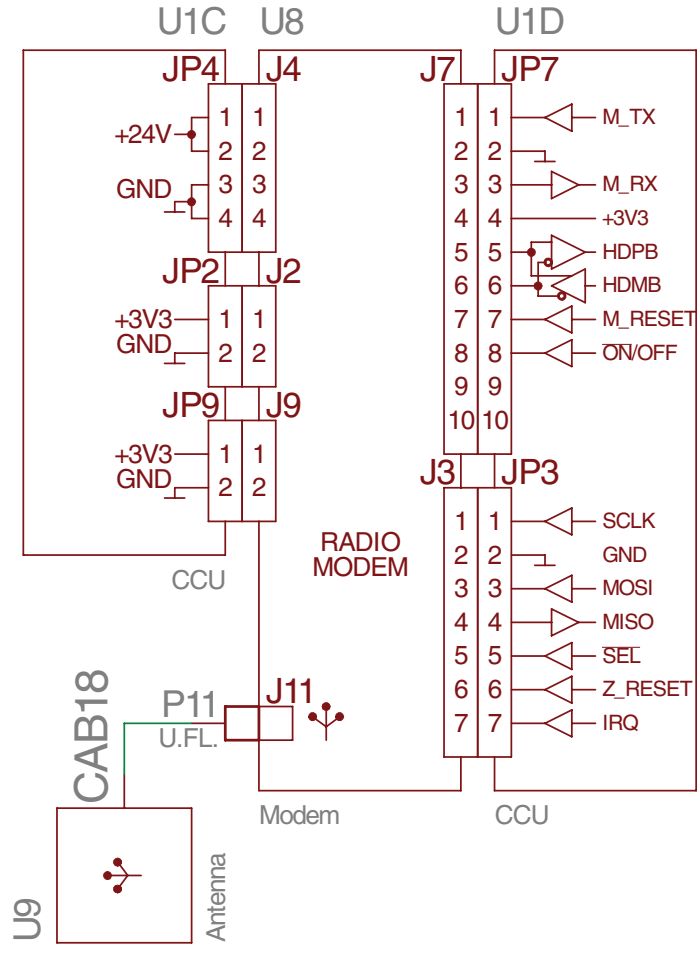 U1C U8 U1D
JP4 J4 J7 JP7
1 1 1 1 M_TX
+24V 2 2 2 2
GND 3 3 3 3 M_RX
4 4 4 4 +3V3
JP2 J2 5 5 HDPB
6 6 HDMB
+3V3 1 1 7 7 M_RESET
GND 2 2 8 8 ON/OFF
JP9 J9 9 9
10 10
+3V3 1 1
GND 2 2
J3 JP3
1 1 SCLK
2 2 GND
3 3 MOSI
4 4 MISO
5 5 SEL
6 6 Z_RESET
7 7 IRQ
RADIO
MODEM
CCU
CAB18
P11 J11
U.FL.
Modem
CCU
U9
Antenna